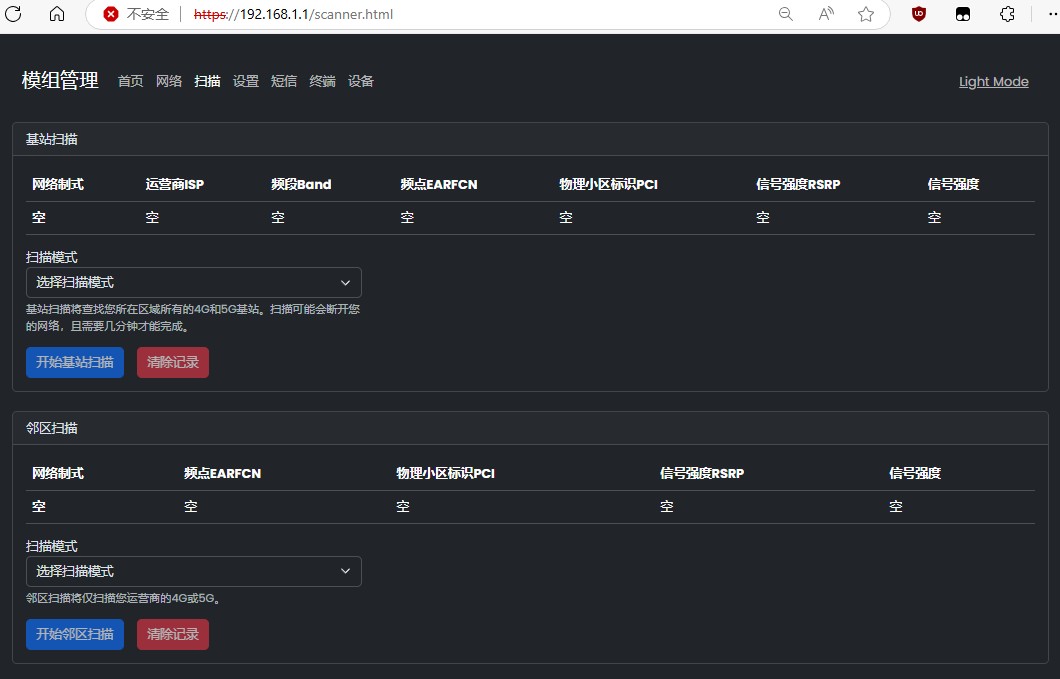 不安全 https://192.168.1.1/scanner.html
模组管理 首页 网络 扫描 设置 短信 终端 设备 Light Mode
基站扫描
网络制式 运营商ISP 频段Band 频点EARFCN 物理小区标识PCI 信号强度RSRP 信号强度
空 空 空 空 空 空 空
扫描模式
选择扫描模式
基站扫描将查找您所在区域所有的4G和5G基站。扫描可能会断开您
的网络，且需要几分钟才能完成。
开始基站扫描 清除记录
邻区扫描
网络制式 频点EARFCN 物理小区标识PCI 信号强度RSRP 信号强度
空 空 空 空 空
扫描模式
选择扫描模式
邻区扫描将仅扫描您运营商的4G或5G。
开始邻区扫描 清除记录